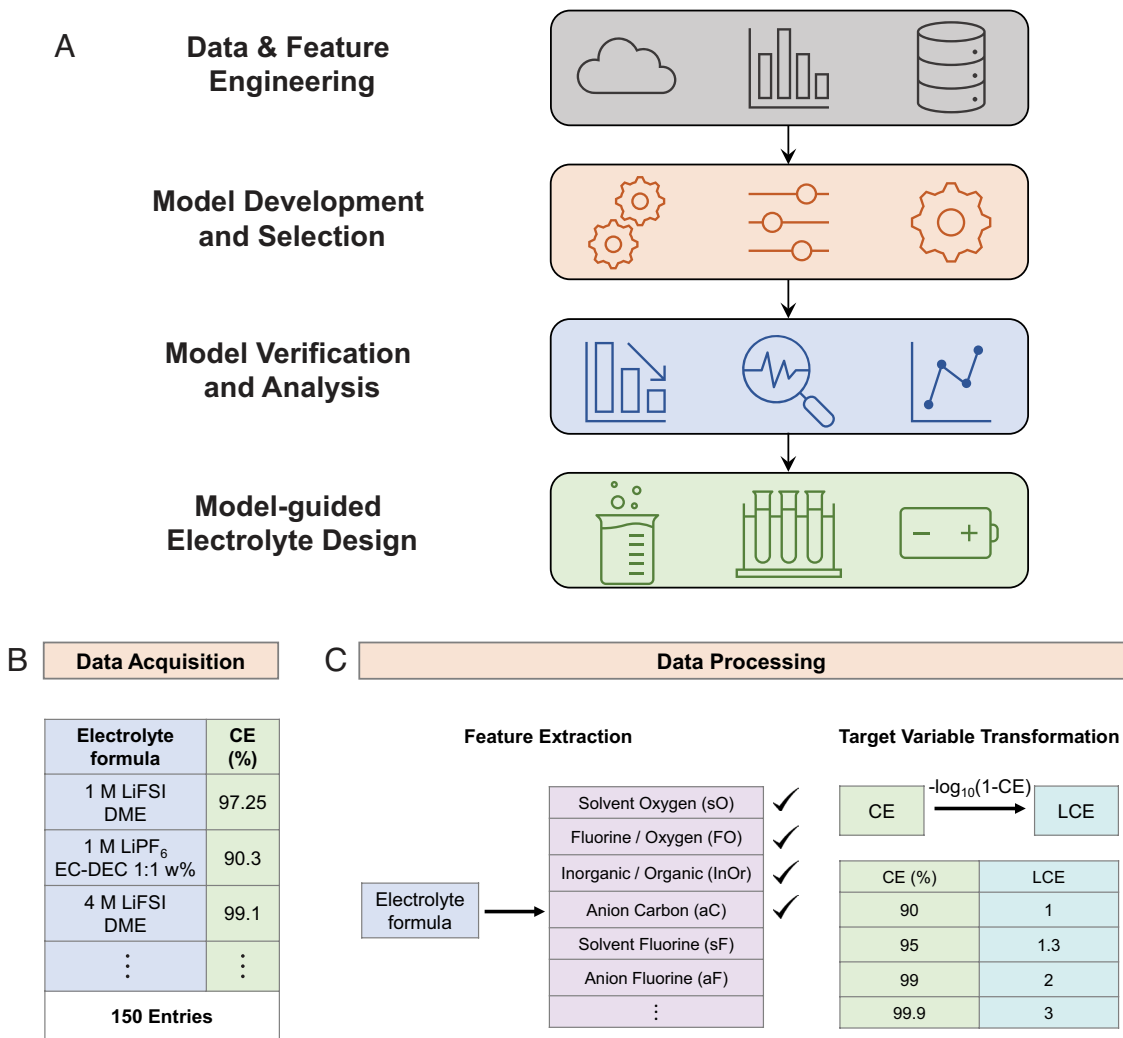 A
Data & Feature
Engineering
Model Development
and Selection
Model Verification
and Analysis
Model-guided
Electrolyte Design
B
Data Acquisition
Electrolyte
formula
CE
(%)
1 M LiFSI
DME
97.25
1 M LiPF₆
EC-DEC 1:1 w%
90.3
4 M LiFSI
DME
99.1
⋮
⋮
150 Entries
C
Data Processing
Feature Extraction
Electrolyte
formula
Solvent Oxygen (sO) ✓
Fluorine / Oxygen (FO) ✓
Inorganic / Organic (InOr) ✓
Anion Carbon (aC) ✓
Solvent Fluorine (sF)
Anion Fluorine (aF)
⋮
Target Variable Transformation
CE
-log₁₀(1-CE)
LCE
CE (%) LCE
90 1
95 1.3
99 2
99.9 3